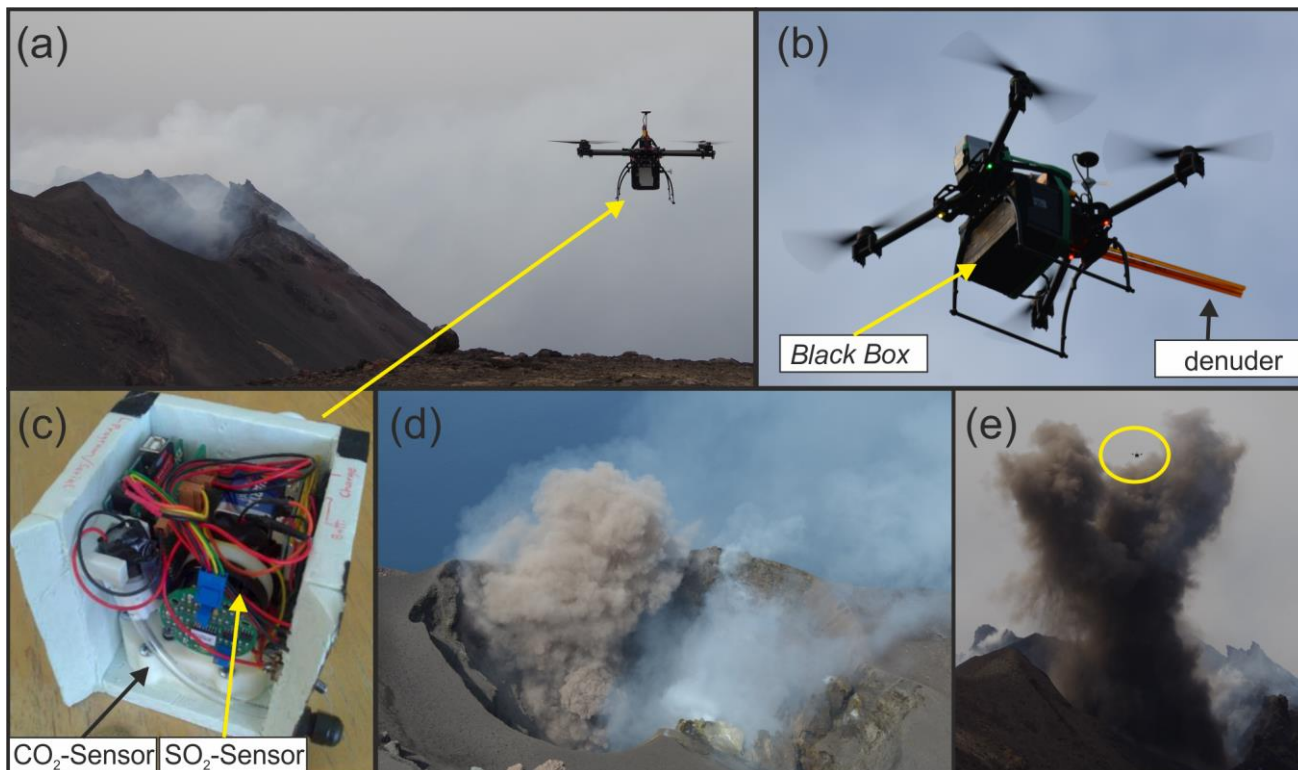 (a)
(b)
Black Box
denuder
(c)
CO₂-Sensor
SO₂-Sensor
(d)
(e)